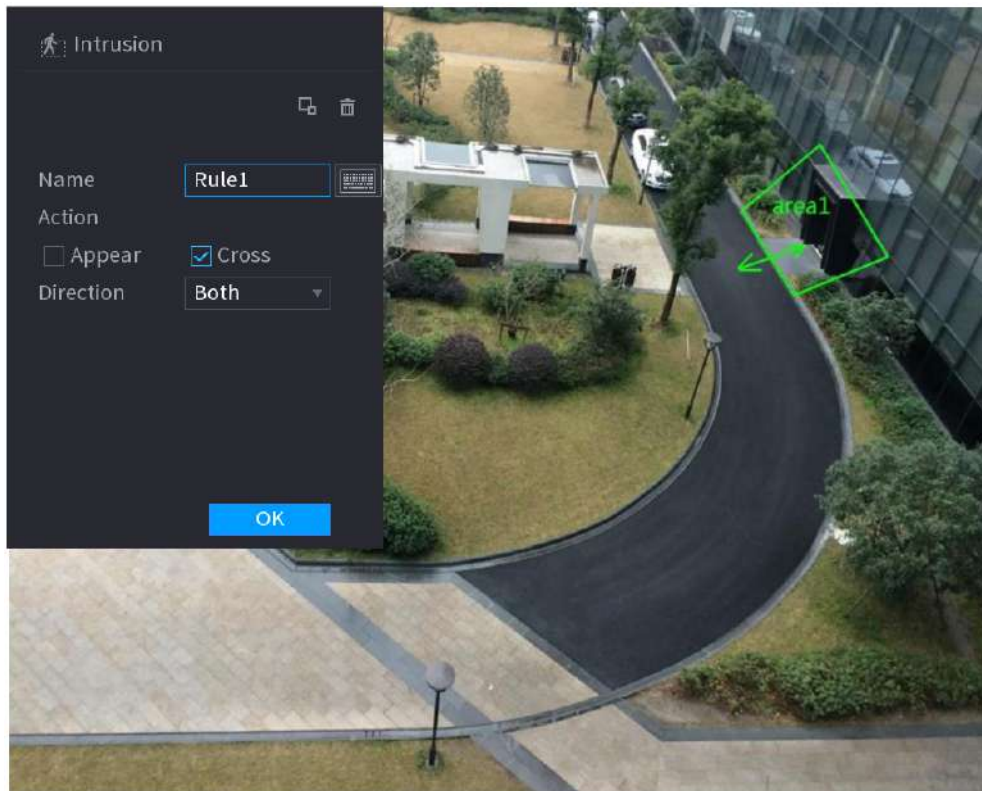 Intrusion
Name
Rule1
Action
Appear
Cross
Direction
Both
OK
area1